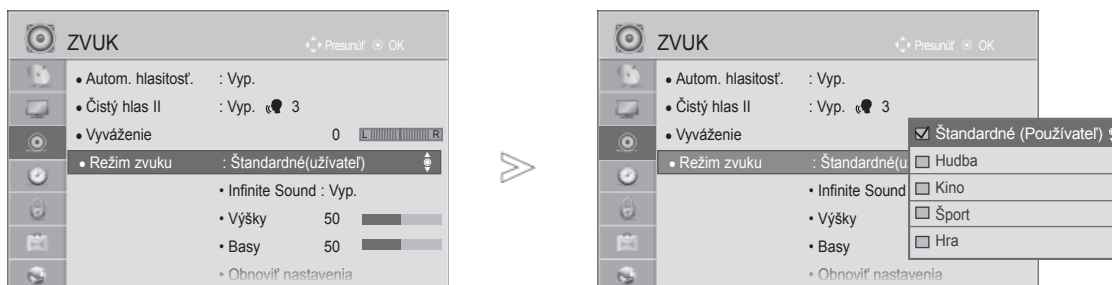 ZVUK
Presunúť OK
• Autom. hlasitosť. : Vyp.
• Čistý hlas II : Vyp. 3
• Vyváženie 0 L R
• Režim zvuku : Štandardné(užívateľ)
• Infinite Sound : Vyp.
• Výšky 50
• Basy 50
• Obnoviť nastavenia
ZVUK
Presunúť OK
• Autom. hlasitosť. : Vyp.
• Čistý hlas II : Vyp. 3
• Vyváženie
• Režim zvuku : Štandardné(u
• Infinite Sound
• Výšky
• Basy
• Obnoviť nastavenia
Štandardné (Používateľ)
Hudba
Kino
Šport
Hra